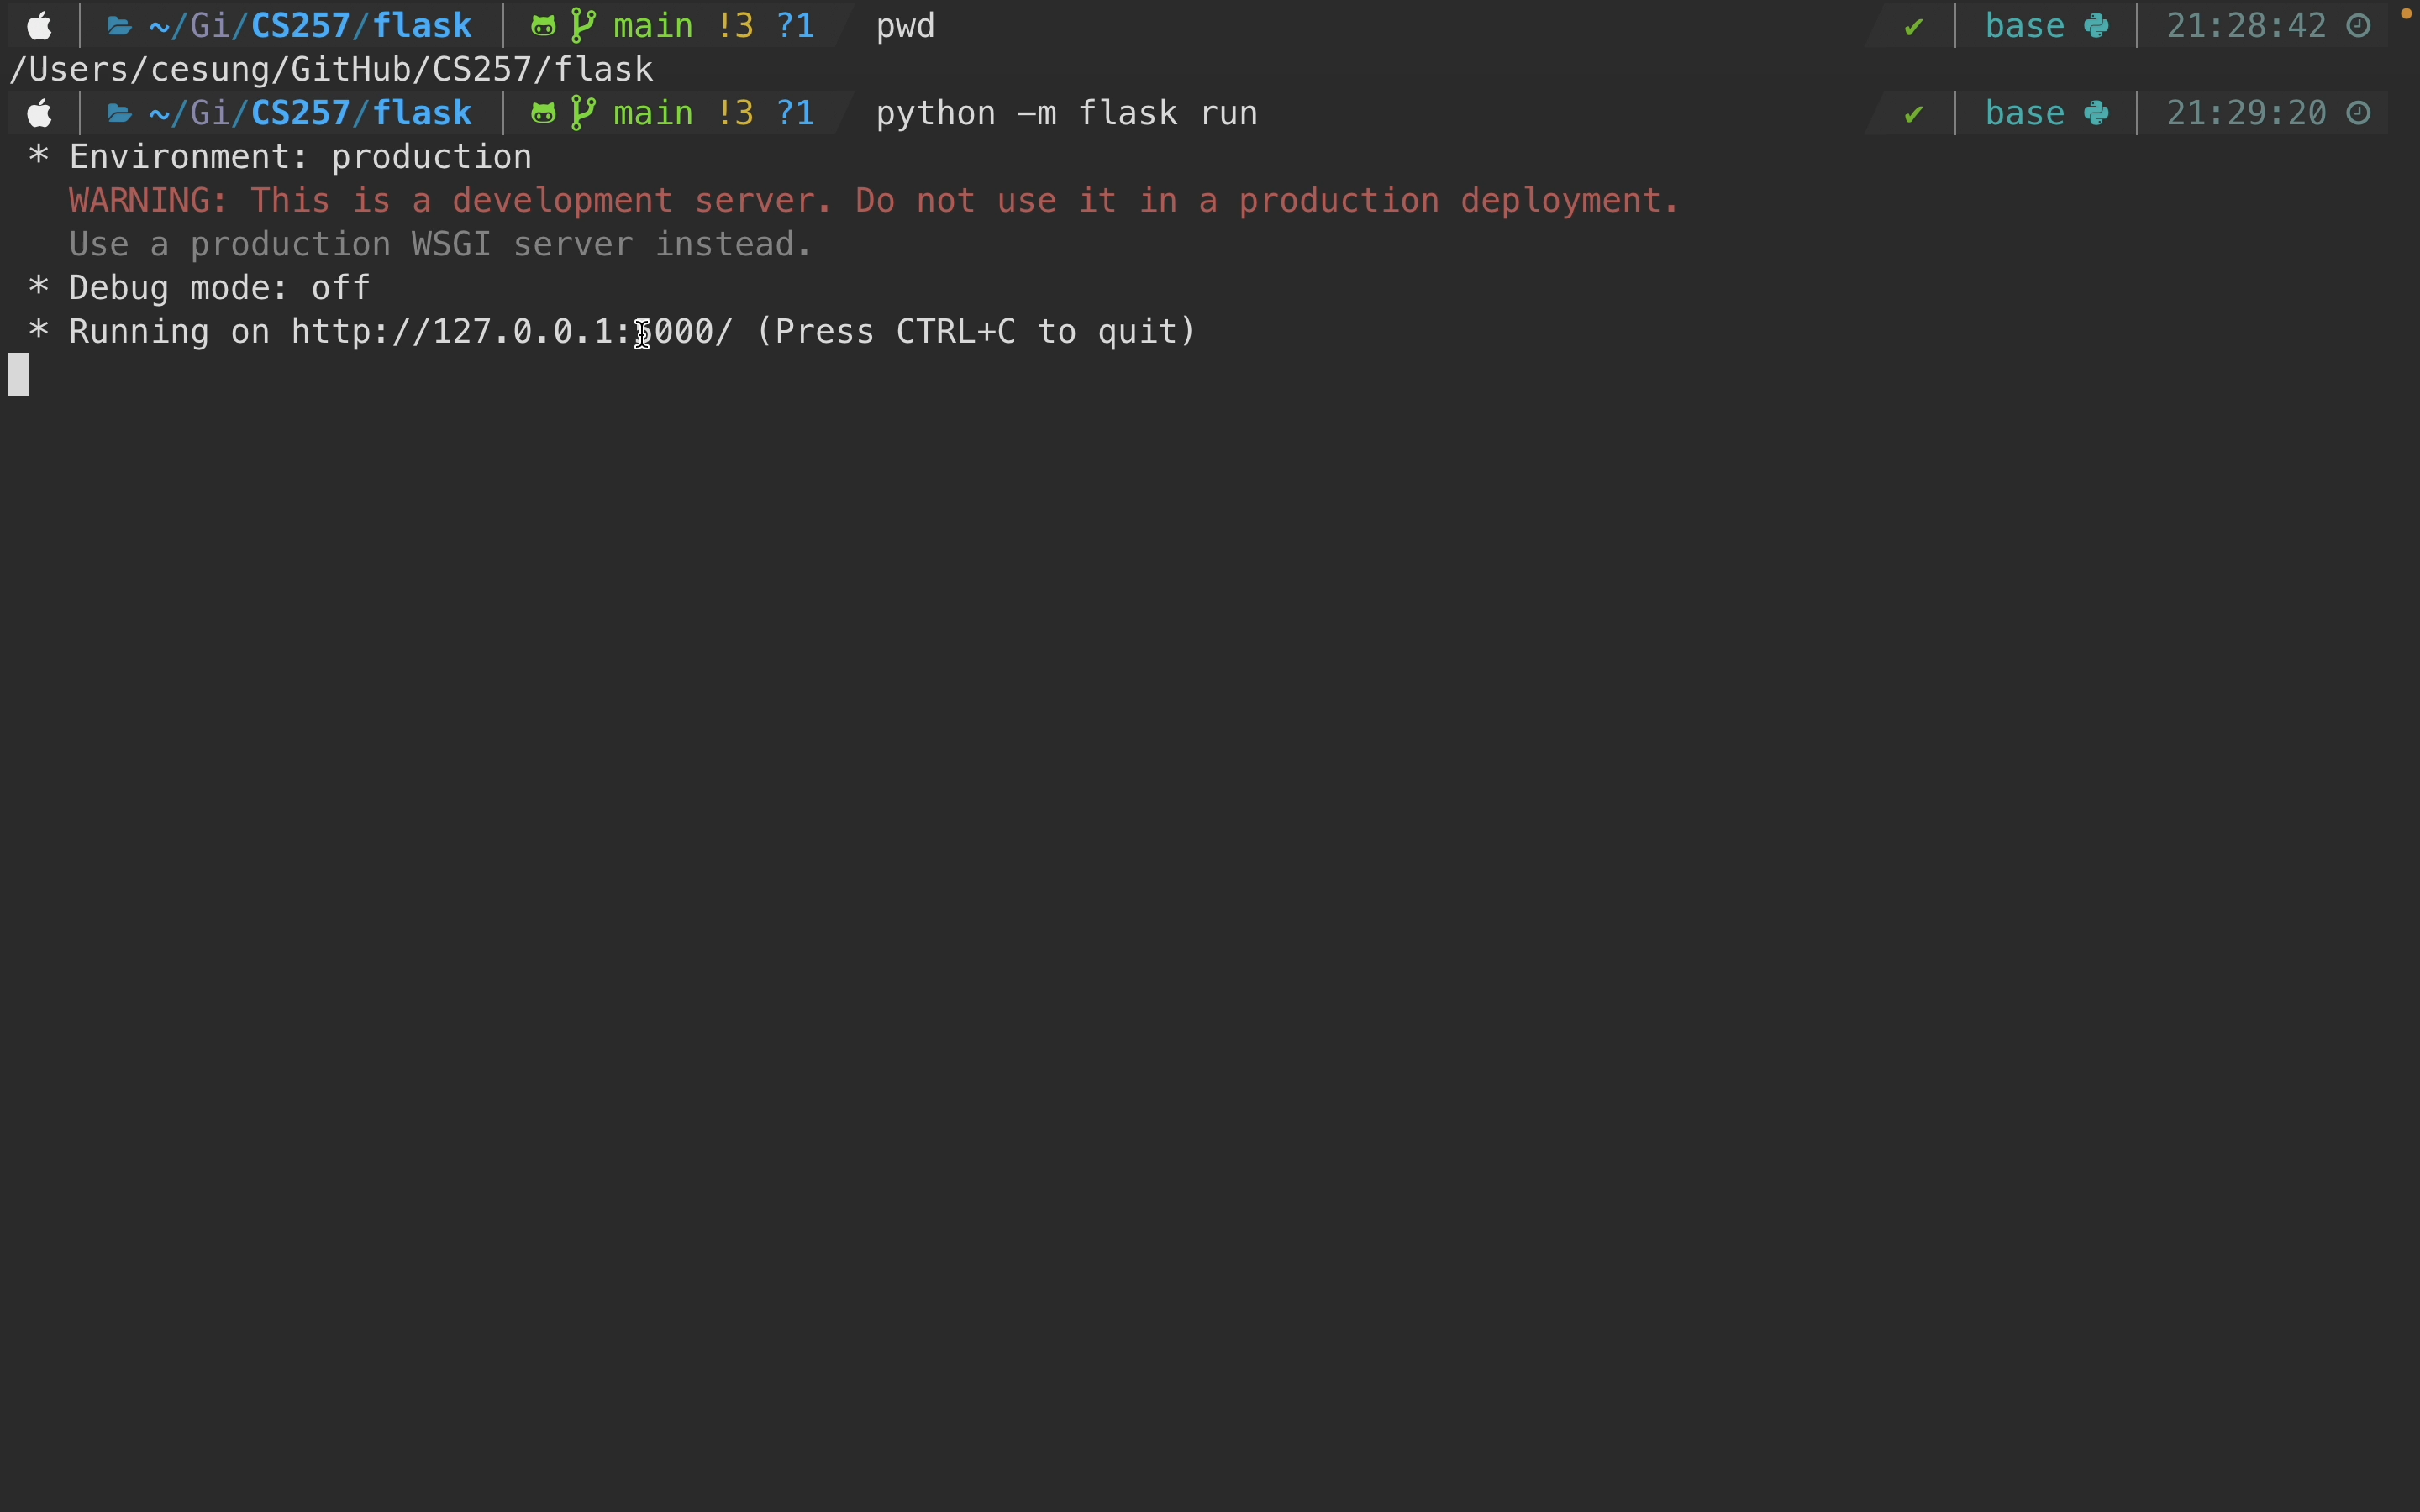 ~/Gi/CS257/flask main !3 ?1 pwd ✔ base 21:28:42
/Users/cesung/GitHub/CS257/flask
~/Gi/CS257/flask main !3 ?1 python -m flask run ✔ base 21:29:20
* Environment: production
WARNING: This is a development server. Do not use it in a production deployment.
Use a production WSGI server instead.
* Debug mode: off
* Running on http://127.0.0.1:5000/ (Press CTRL+C to quit)